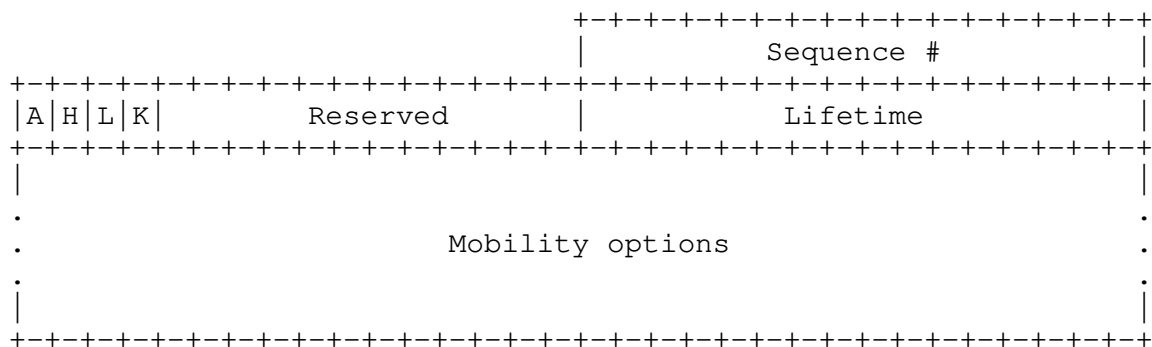 +-+-+-+-+-+-+-+-+-+-+-+-+-+-+-+-+
                                |          Sequence #           |
+-+-+-+-+-+-+-+-+-+-+-+-+-+-+-+-+-+-+-+-+-+-+-+-+-+-+-+-+-+-+-+-+
|A|H|L|K|        Reserved       |           Lifetime            |
+-+-+-+-+-+-+-+-+-+-+-+-+-+-+-+-+-+-+-+-+-+-+-+-+-+-+-+-+-+-+-+-+
|                                                               |
.                                                               .
.                        Mobility options                       .
.                                                               .
|                                                               |
+-+-+-+-+-+-+-+-+-+-+-+-+-+-+-+-+-+-+-+-+-+-+-+-+-+-+-+-+-+-+-+-+